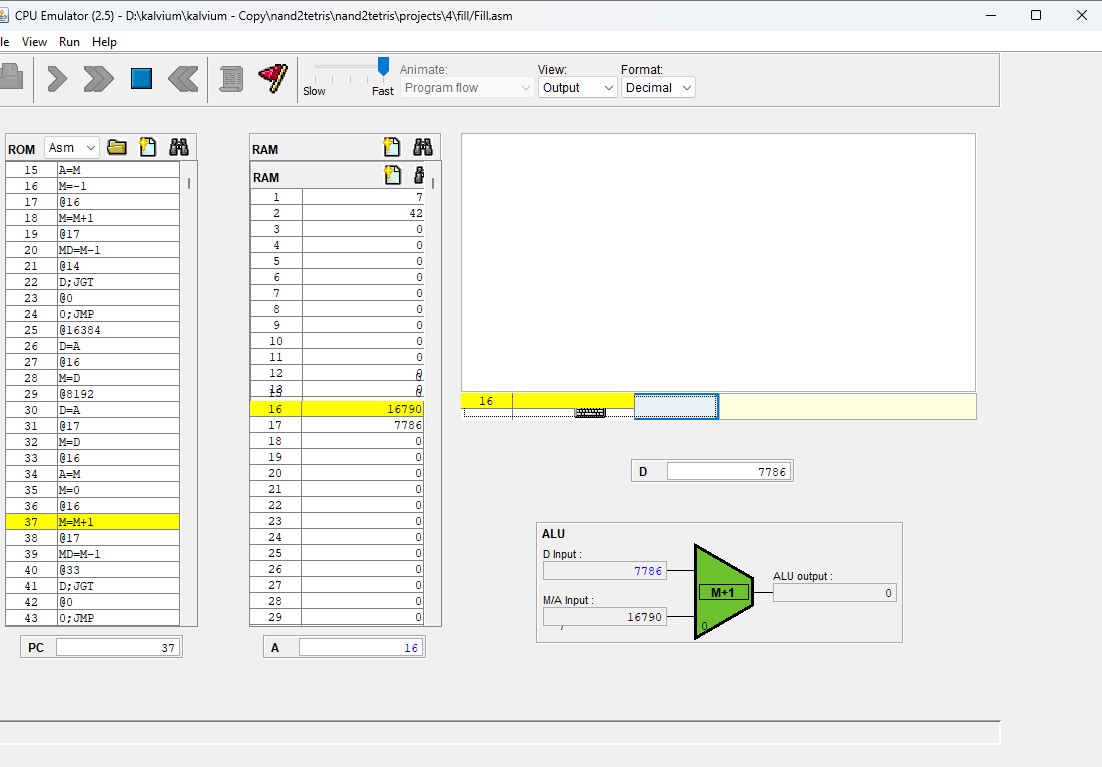 CPU Emulator (2.5) - D:\kalvium\kalvium - Copy\nand2tetris\nand2tetris\projects\4\fill/Fill.asm
le View Run Help
Slow Fast
Animate:
Program flow
View:
Output
Format:
Decimal
ROM Asm
15 A=M
16 M=-1
17 @16
18 M=M+1
19 @17
20 MD=M-1
21 @14
22 D;JGT
23 @0
24 0;JMP
25 @16384
26 D=A
27 @16
28 M=D
29 @8192
30 D=A
31 @17
32 M=D
33 @16
34 A=M
35 M=0
36 @16
37 M=M+1
38 @17
39 MD=M-1
40 @33
41 D;JGT
42 @0
43 0;JMP
PC 37
RAM
RAM
1 7
2 42
3 0
4 0
5 0
6 0
7 0
8 0
9 0
10 0
11 0
12 0
13 0
16 16790
17 7786
18 0
19 0
20 0
21 0
22 0
23 0
24 0
25 0
26 0
27 0
28 0
29 0
A 16
16
D 7786
ALU
D Input :
7786
M/A Input :
16790
M+1
0
ALU output :
0